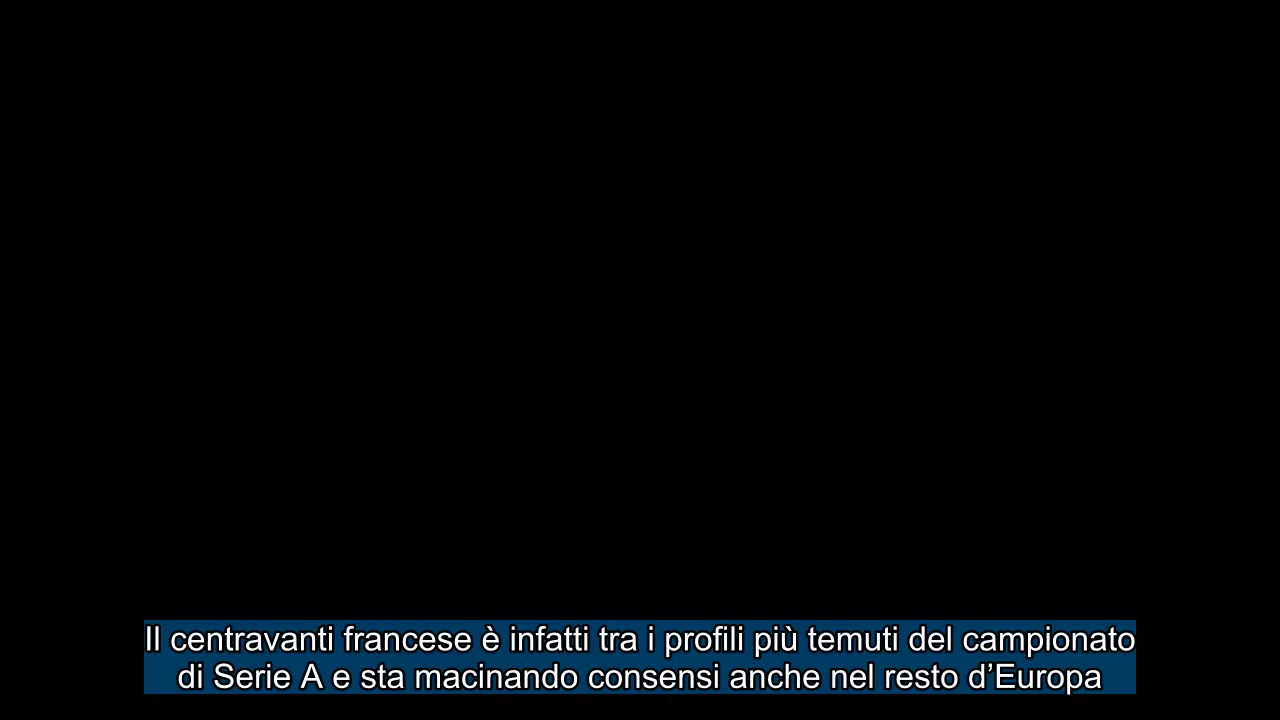 Il centravanti francese è infatti tra i profili più temuti del campionato
di Serie A e sta macinando consensi anche nel resto d’Europa